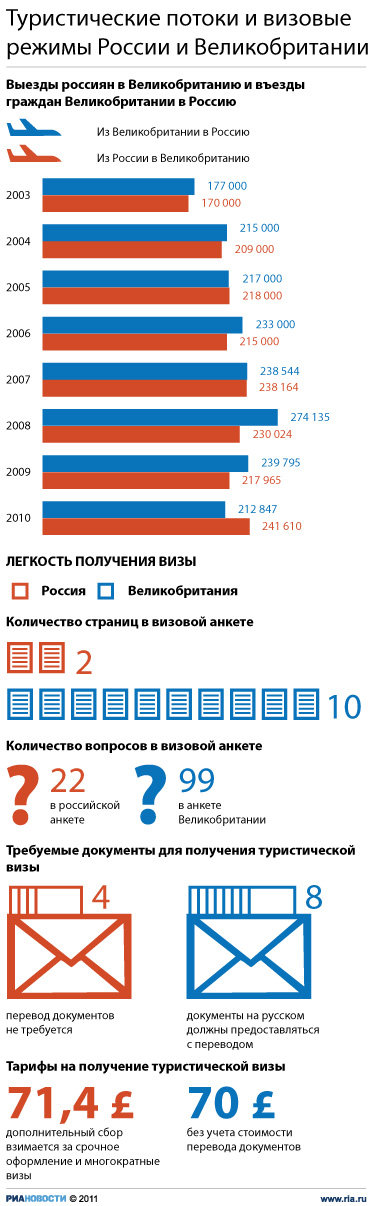 Туристические потоки и визовые
режимы России и Великобритании
Выезды россиян в Великобританию и въезды
граждан Великобритании в Россию
Из Великобритании в Россию
Из России в Великобританию
2003
177 000
170 000
2004
215 000
209 000
2005
217 000
218 000
2006
233 000
215 000
2007
238 544
238 164
2008
274 135
230 024
2009
239 795
217 965
2010
212 847
241 610
ЛЕГКОСТЬ ПОЛУЧЕНИЯ ВИЗЫ
Россия Великобритания
Количество страниц в визовой анкете
2
10
Количество вопросов в визовой анкете
? 22
в российской
анкете
? 99
в анкете
Великобритании
Требуемые документы для получения туристической
визы
4
перевод документов
не требуется
8
документы на русском
должны предоставляться
с переводом
Тарифы на получение туристической визы
71,4 £
дополнительный сбор
взимается за срочное
оформление и многократные
визы
70 £
без учета стоимости
перевода документов
РИАНОВОСТИ © 2011
www.ria.ru